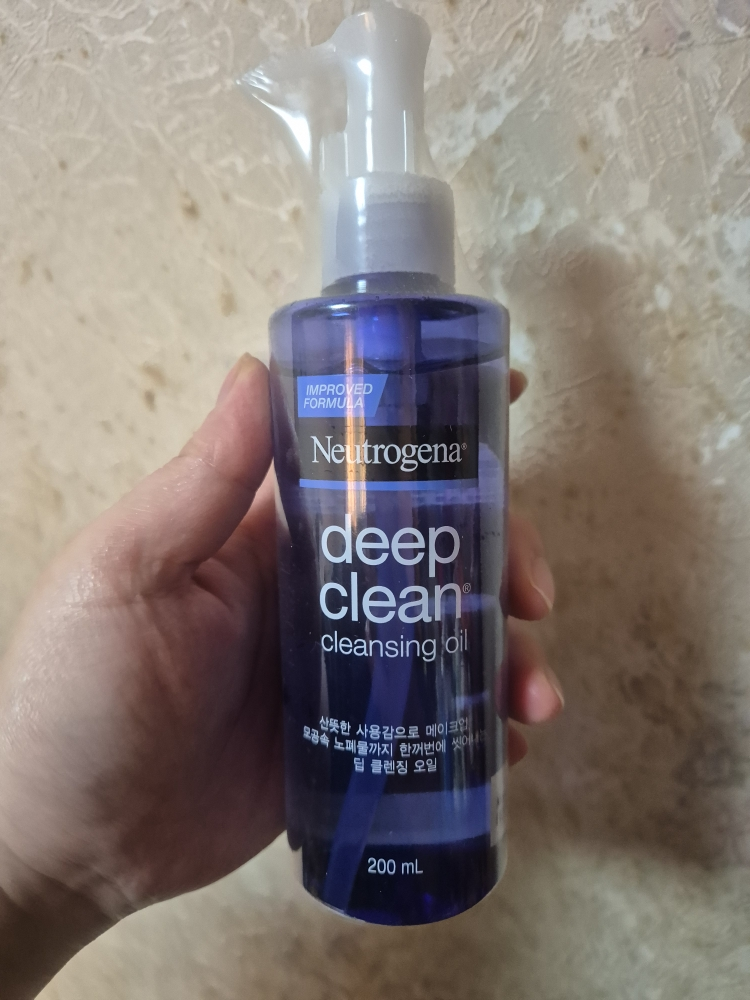 IMPROVED
FORMULA
Neutrogena®
deep
clean®
cleansing oil
산뜻한 사용감으로 메이크업
모공속 노폐물까지 한꺼번에 씻어내는
딥 클렌징 오일
200 mL